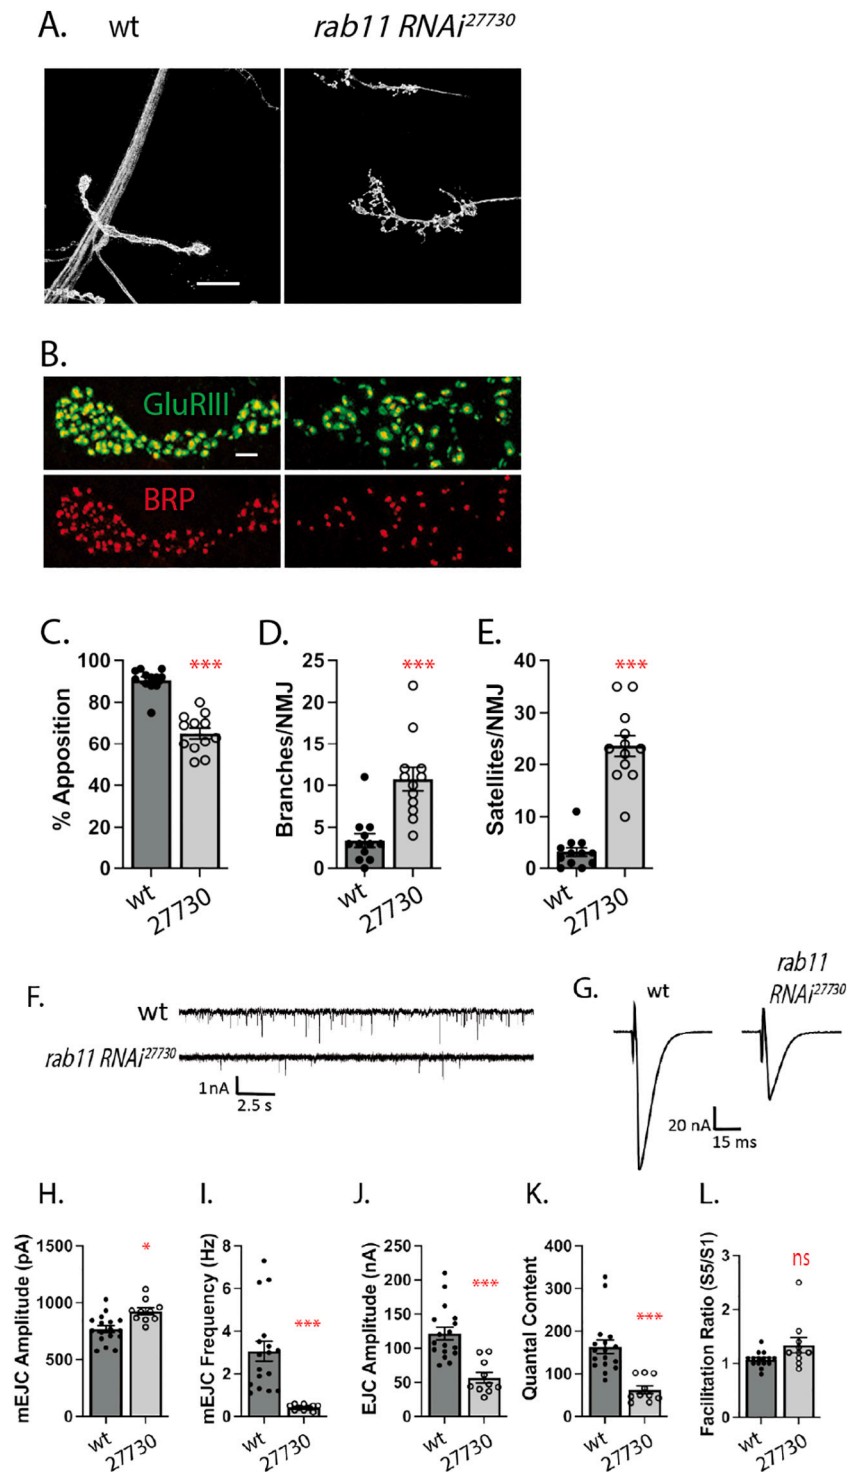 A. wt rab11 RNAi27730
B.
GluRIII
BRP
C. D. E.
***
***
***
% Apposition
100
80
60
40
20
0
wt
27730
Branches/NMJ
25
20
15
10
5
0
wt
27730
Satellites/NMJ
40
30
20
10
0
wt
27730
F.
wt
rab11 RNAi27730
1nA
2.5 s
G.
wt
rab11
RNAi27730
20 nA
15 ms
H. I. J. K. L.
mEJC Amplitude (pA)
1500
1000
500
0
*
wt
27730
mEJC Frequency (Hz)
8
6
4
2
0
***
wt
27730
EJC Amplitude (nA)
250
200
150
100
50
0
***
wt
27730
Quantal Content
400
300
200
100
0
***
wt
27730
Facilitation Ratio (S5/S1)
3
2
1
0
ns
wt
27730